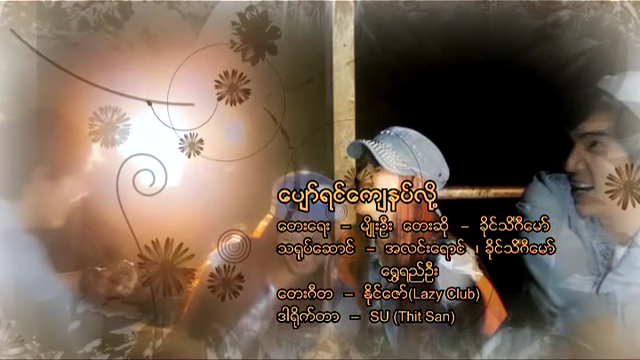 ပျော်ရင်ကျေနပ်လို့
တေးရေး – မျိုးဦး တေးဆို – ခိုင်သီဂီမော်
သရုပ်ဆောင် – အလင်းရောင် ၊ ခိုင်သီဂီမော်
ရွှေရည်ဦး
တေးဂီတ – နိုင်ဇော်(Lazy Club)
ဒါရိုက်တာ – SU (Thit San)